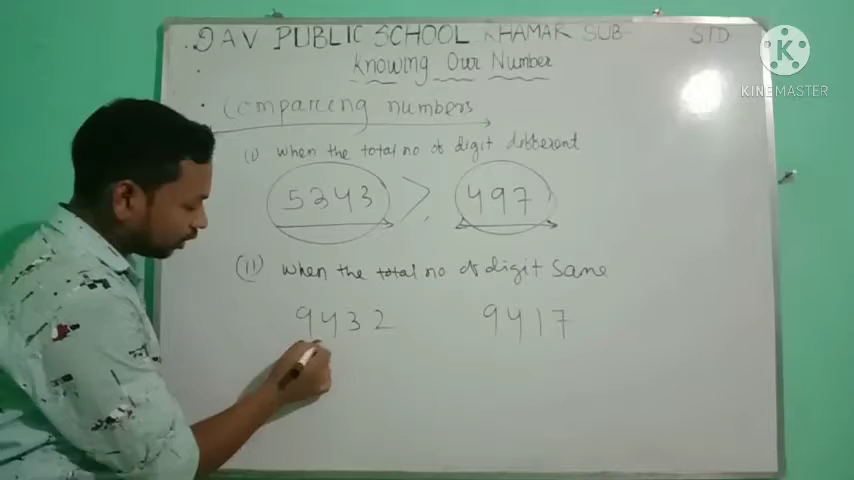 DAV PUBLIC SCHOOL KHAMAR SUB- STD
Knowing Our Number
KINEMASTER
Comparing numbers
(i) When the total no of digit different
5343 > 497
(ii) When the total no of digit same
9432 9417